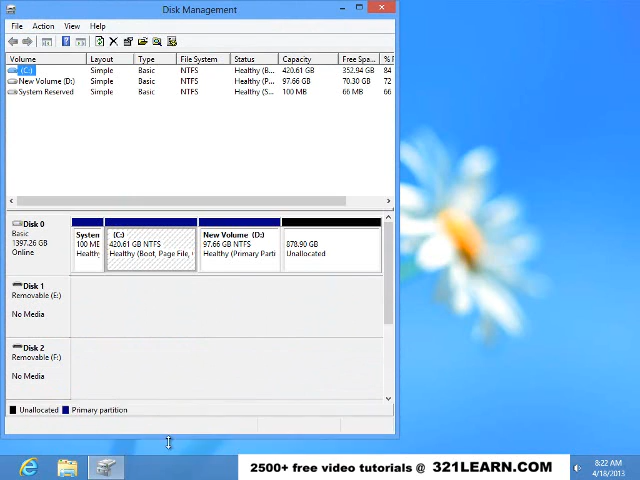 Disk Management
File Action View Help
Volume Layout Type File System Status Capacity Free Spa... %
(C:) Simple Basic NTFS Healthy (B... 420.61 GB 352.94 GB 84
New Volume (D:) Simple Basic NTFS Healthy (P... 97.66 GB 70.30 GB 72
System Reserved Simple Basic NTFS Healthy (S... 100 MB 66 MB 66
Disk 0
Basic
1397.26 GB
Online
System
100 MB
Healthy
(C:)
420.61 GB NTFS
Healthy (Boot, Page File,
New Volume (D:)
97.66 GB NTFS
Healthy (Primary Parti
878.90 GB
Unallocated
Disk 1
Removable (E:)
No Media
Disk 2
Removable (F:)
No Media
Unallocated Primary partition
2500+ free video tutorials @ 321LEARN.COM
8:22 AM
4/18/2013